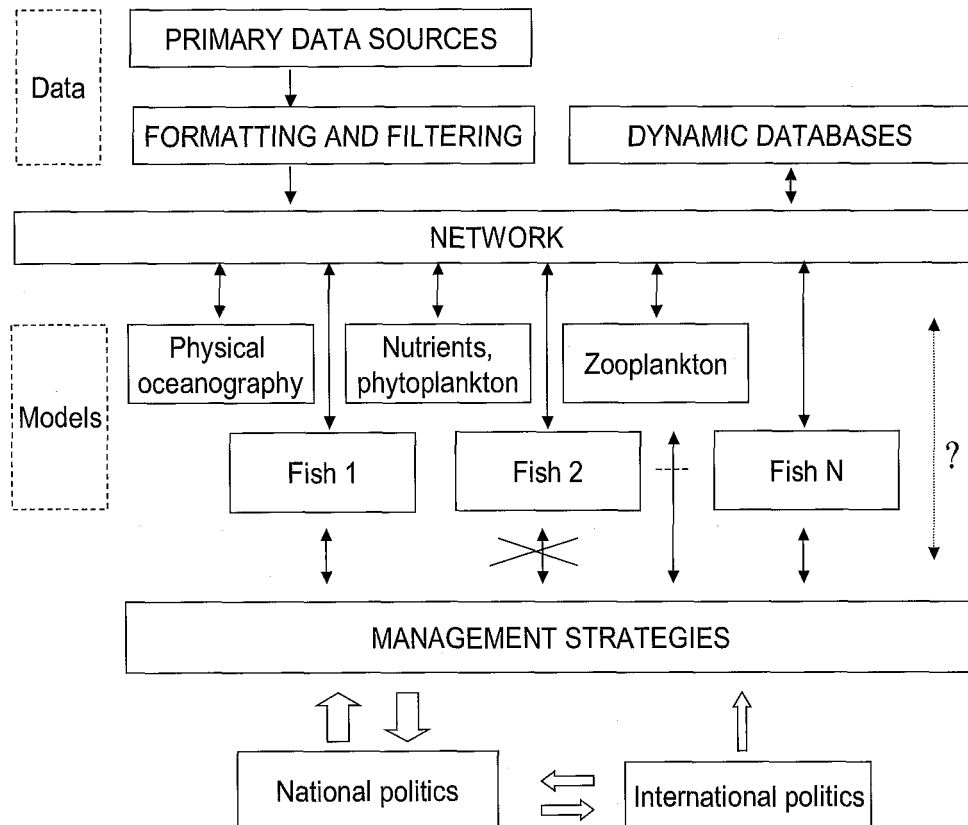 PRIMARY DATA SOURCES
Data
FORMATTING AND FILTERING
DYNAMIC DATABASES
NETWORK
Physical
oceanography
Nutrients,
phytoplankton
Zooplankton
Models
Fish 1
Fish 2
Fish N
?
MANAGEMENT STRATEGIES
National politics
International politics